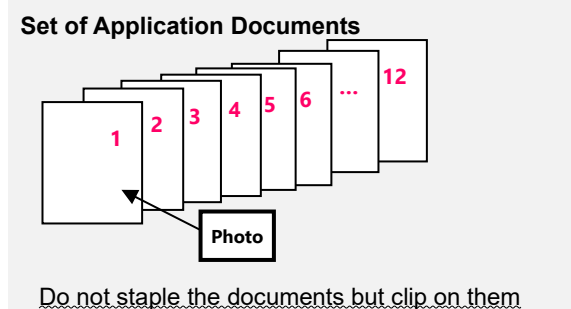 Set of Application Documents
1 2 3 4 5 6 ... 12
Photo
Do not staple the documents but clip on them